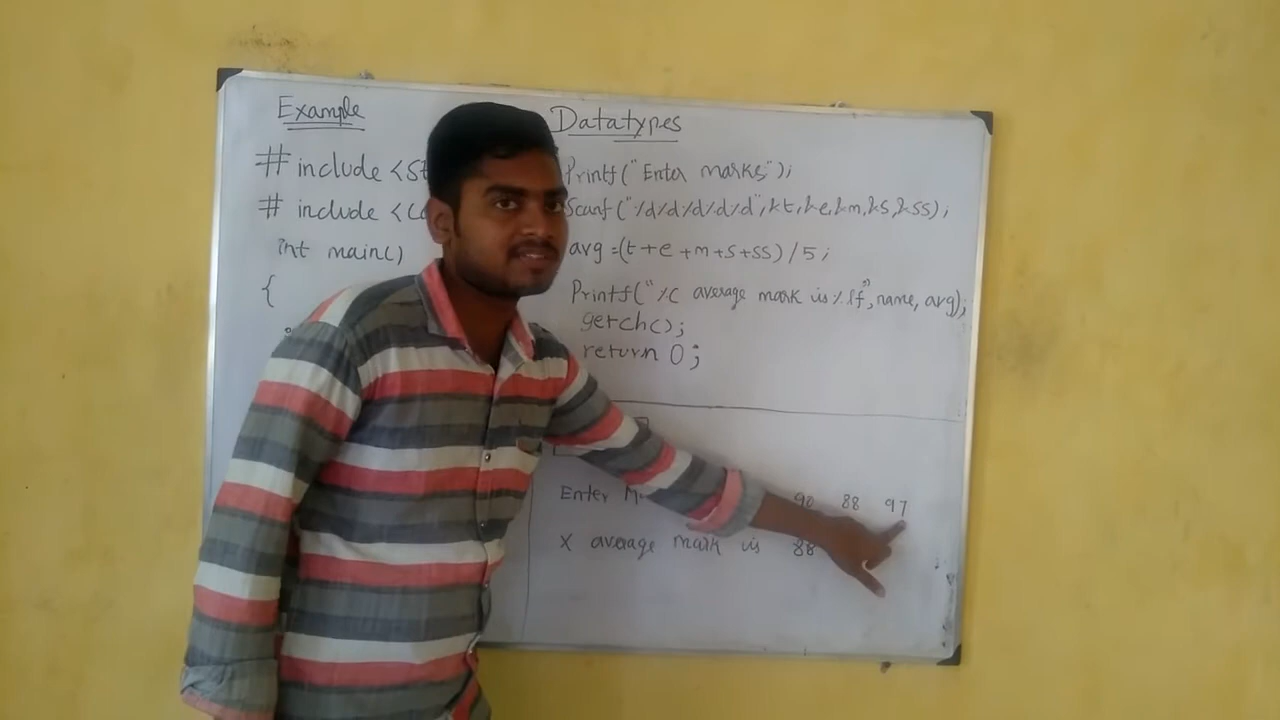 Example
# include <st
# include <co
int main()
{
Datatypes
Printf("Enter marks");
Scanf("%d%d%d%d%d",&t,&e,&m,&s,&ss);
avg=(t+e+m+s+ss)/5;
Printf("%c average mark is %lf",name,avg);
getch();
return 0;
Enter M 90 88 97
X average mark is 88